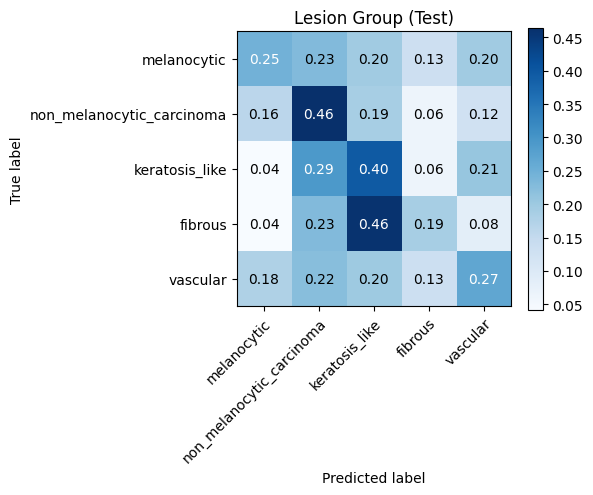 Lesion Group (Test)
True label
melanocytic 0.25 0.23 0.20 0.13 0.20
non_melanocytic_carcinoma 0.16 0.46 0.19 0.06 0.12
keratosis_like 0.04 0.29 0.40 0.06 0.21
fibrous 0.04 0.23 0.46 0.19 0.08
vascular 0.18 0.22 0.20 0.13 0.27
melanocytic
non_melanocytic_carcinoma
keratosis_like
fibrous
vascular
Predicted label
0.45
0.40
0.35
0.30
0.25
0.20
0.15
0.10
0.05